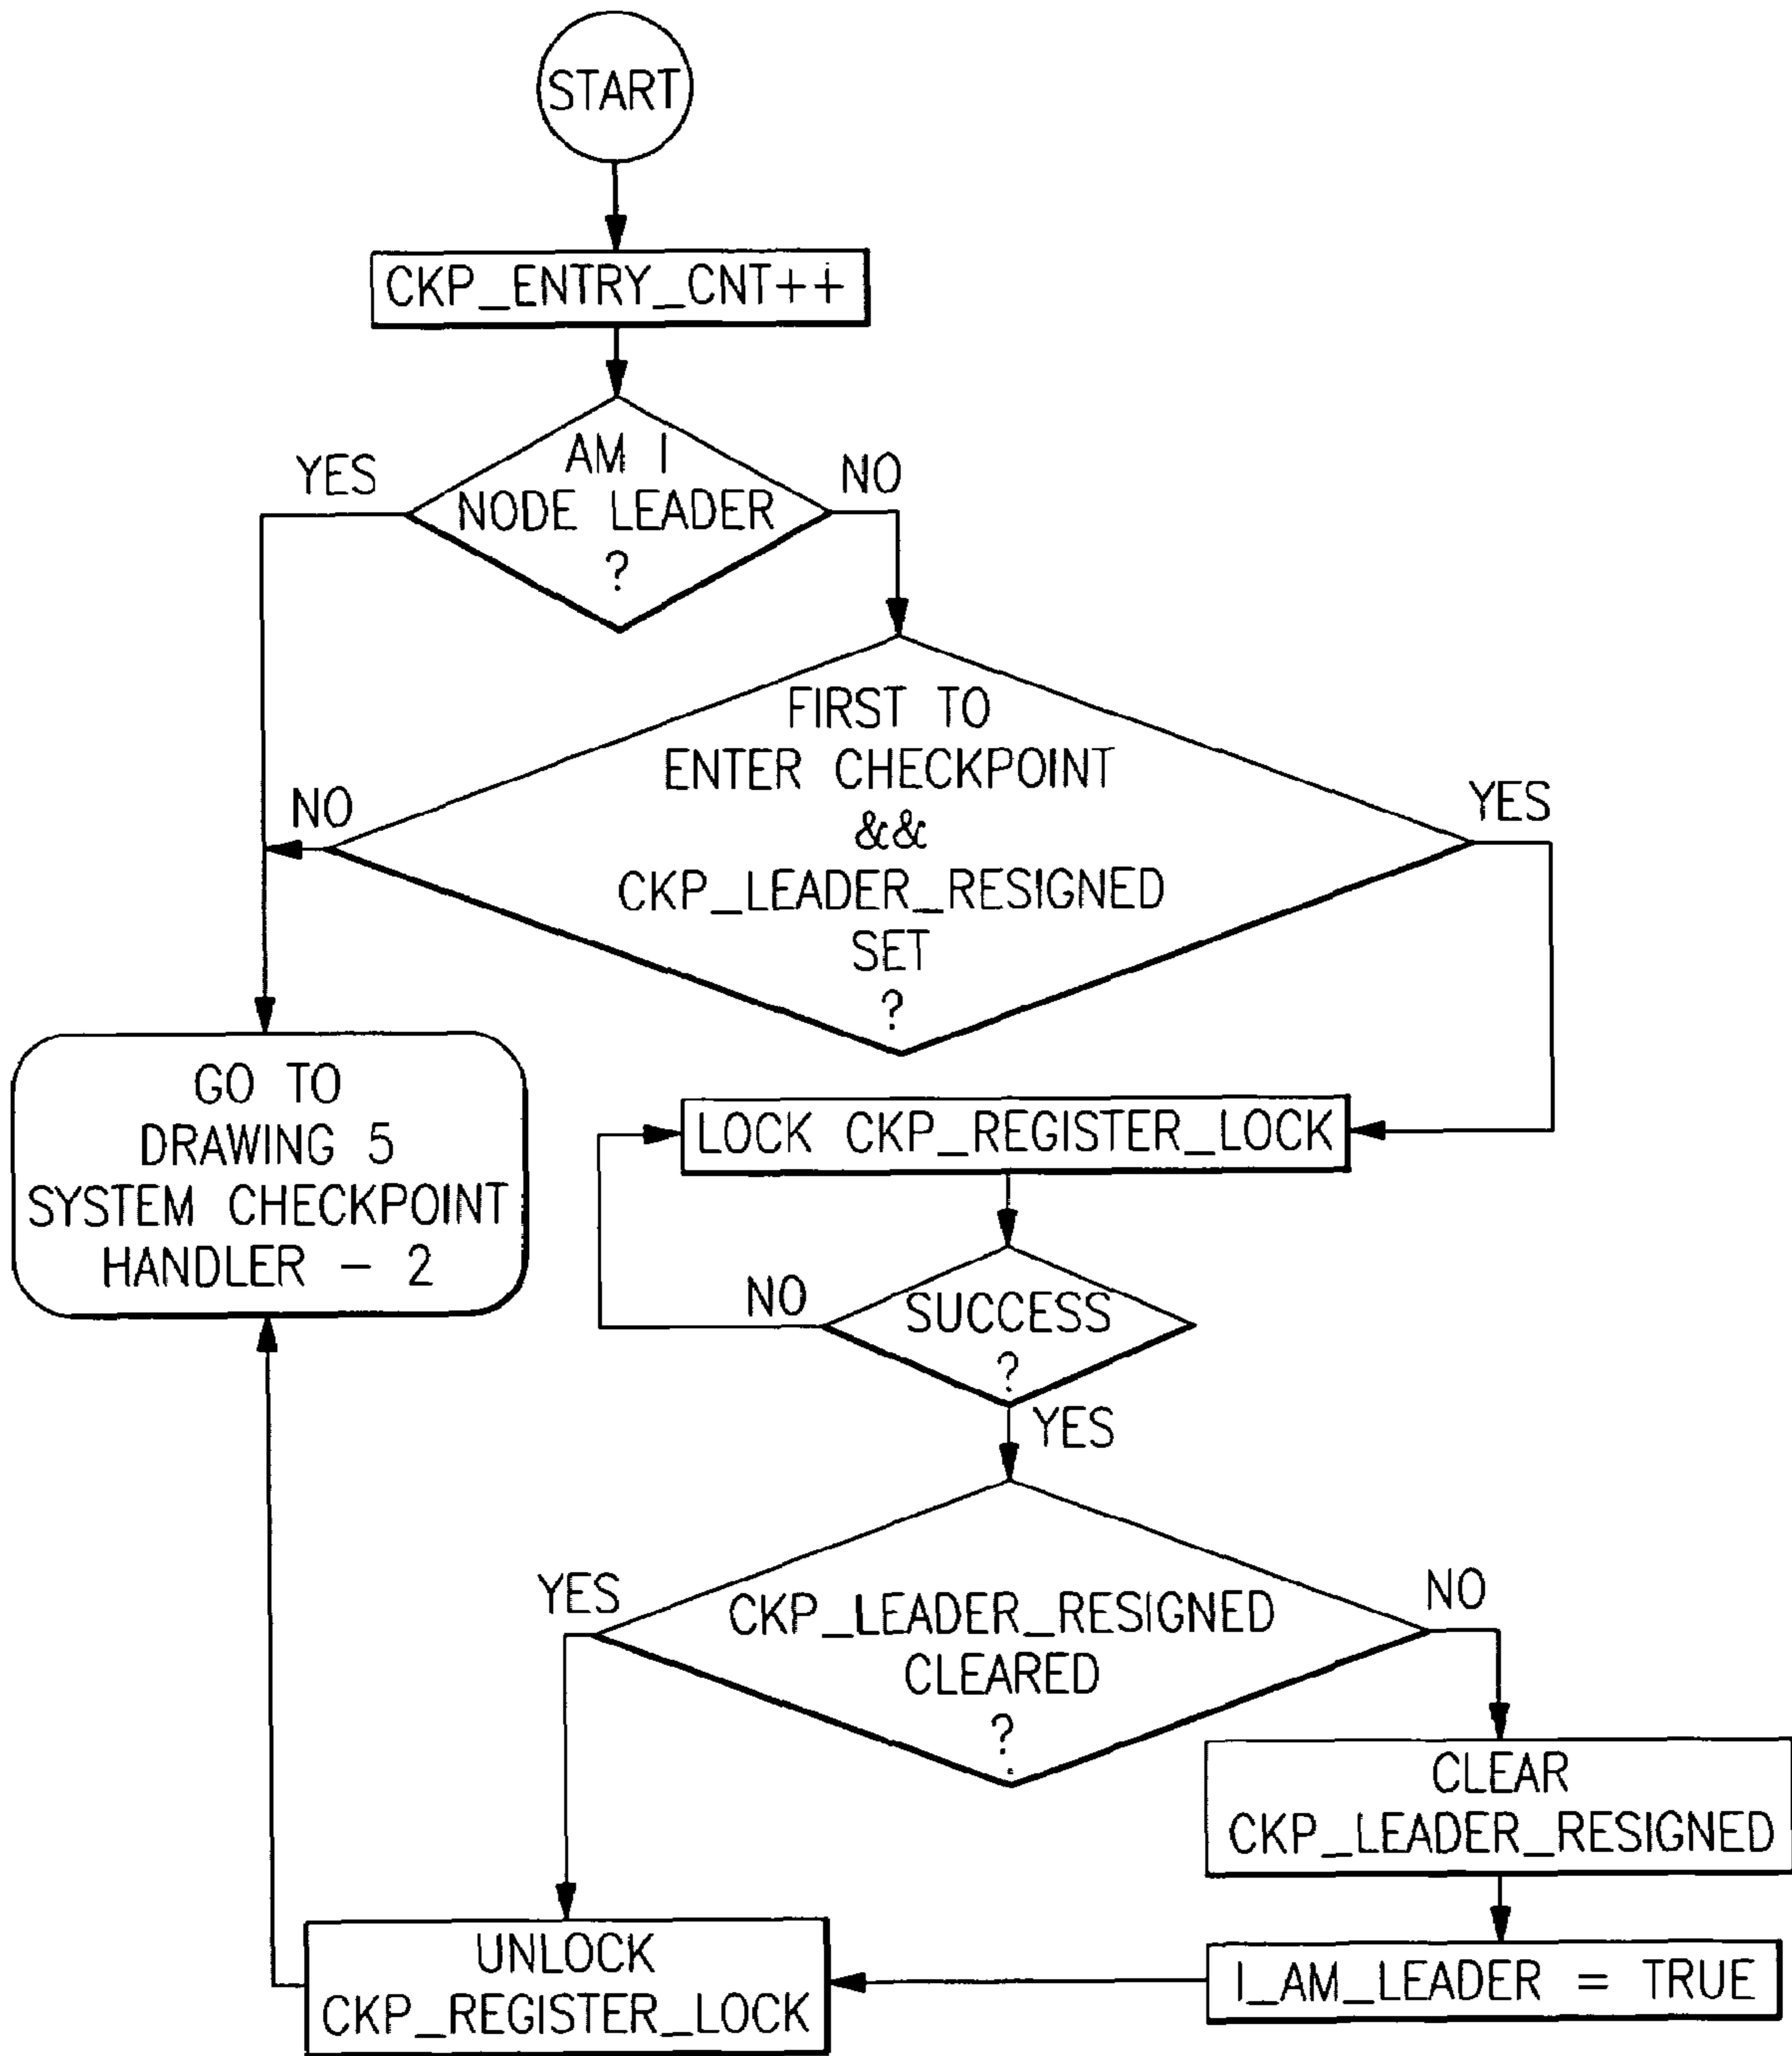 START
CKP_ENTRY_CNT++
AM I
NODE LEADER
?
YES
NO
FIRST TO
ENTER CHECKPOINT
&&
CKP_LEADER_RESIGNED
SET
?
NO
YES
GO TO
DRAWING 5
SYSTEM CHECKPOINT
HANDLER - 2
LOCK CKP_REGISTER_LOCK
SUCCESS
?
NO
YES
CKP_LEADER_RESIGNED
CLEARED
?
YES
NO
CLEAR
CKP_LEADER_RESIGNED
I_AM_LEADER = TRUE
UNLOCK
CKP_REGISTER_LOCK